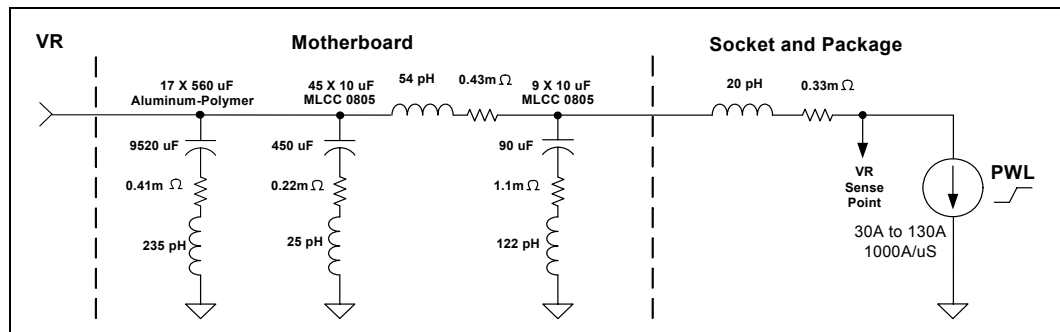 VR
Motherboard
Socket and Package
17 X 560 uF
Aluminum-Polymer
45 X 10 uF
MLCC 0805
54 pH
0.43m Ω
9 X 10 uF
MLCC 0805
20 pH
0.33m Ω
9520 uF
450 uF
90 uF
0.41m Ω
0.22m Ω
1.1m Ω
235 pH
25 pH
122 pH
VR
Sense
Point
PWL
30A to 130A
1000A/uS